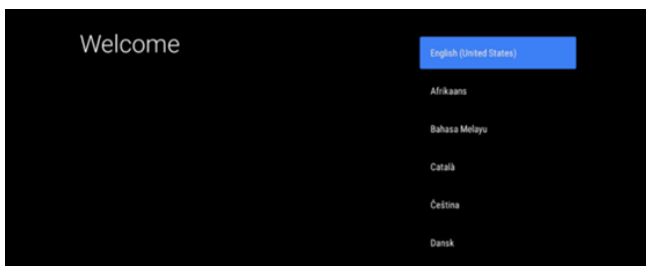 Welcome
English (United States)
Afrikaans
Bahasa Melayu
Català
Čeština
Dansk